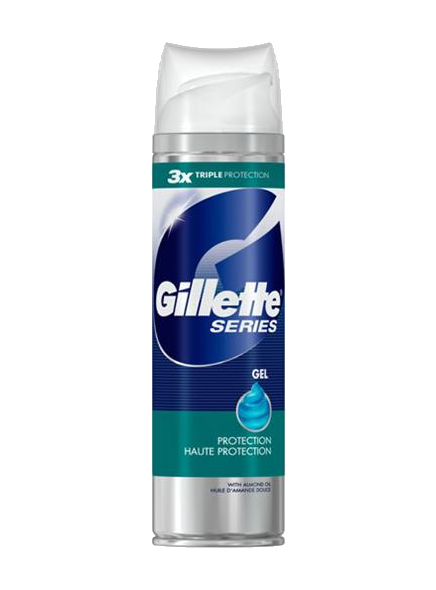 3x TRIPLE PROTECTION
Gillette
SERIES
GEL
PROTECTION
HAUTE PROTECTION
WITH ALMOND OIL
HUILE D'AMANDE DOUCE